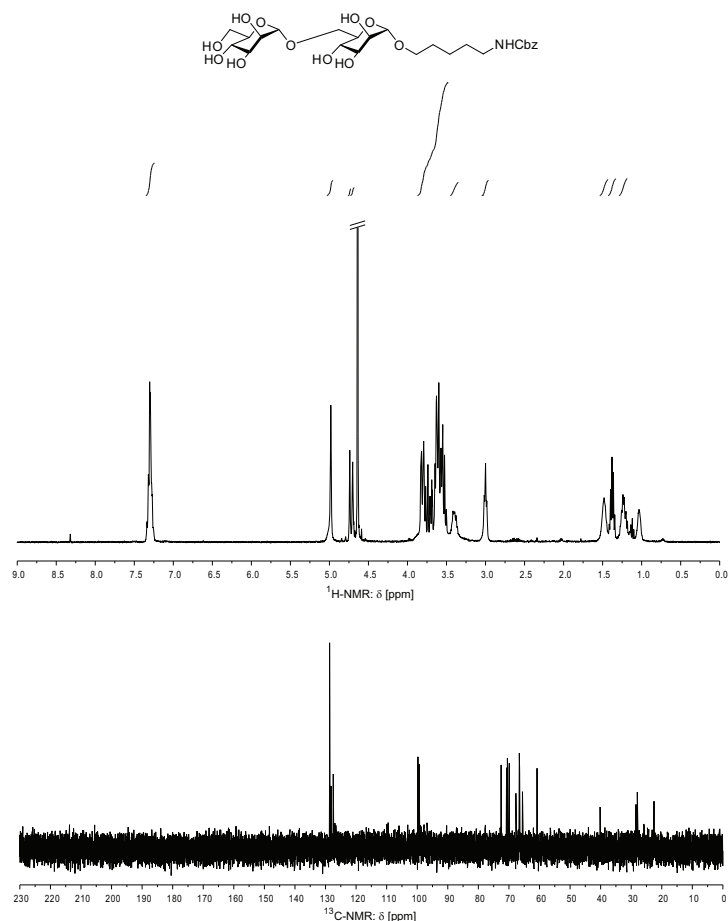 HO O HO O
HO O O NHCbz
HO HO HO HO
9.0 8.5 8.0 7.5 7.0 6.5 6.0 5.5 5.0 4.5 4.0 3.5 3.0 2.5 2.0 1.5 1.0 0.5 0.0
¹H-NMR: δ [ppm]
230 220 210 200 190 180 170 160 150 140 130 120 110 100 90 80 70 60 50 40 30 20 10 0
¹³C-NMR: δ [ppm]